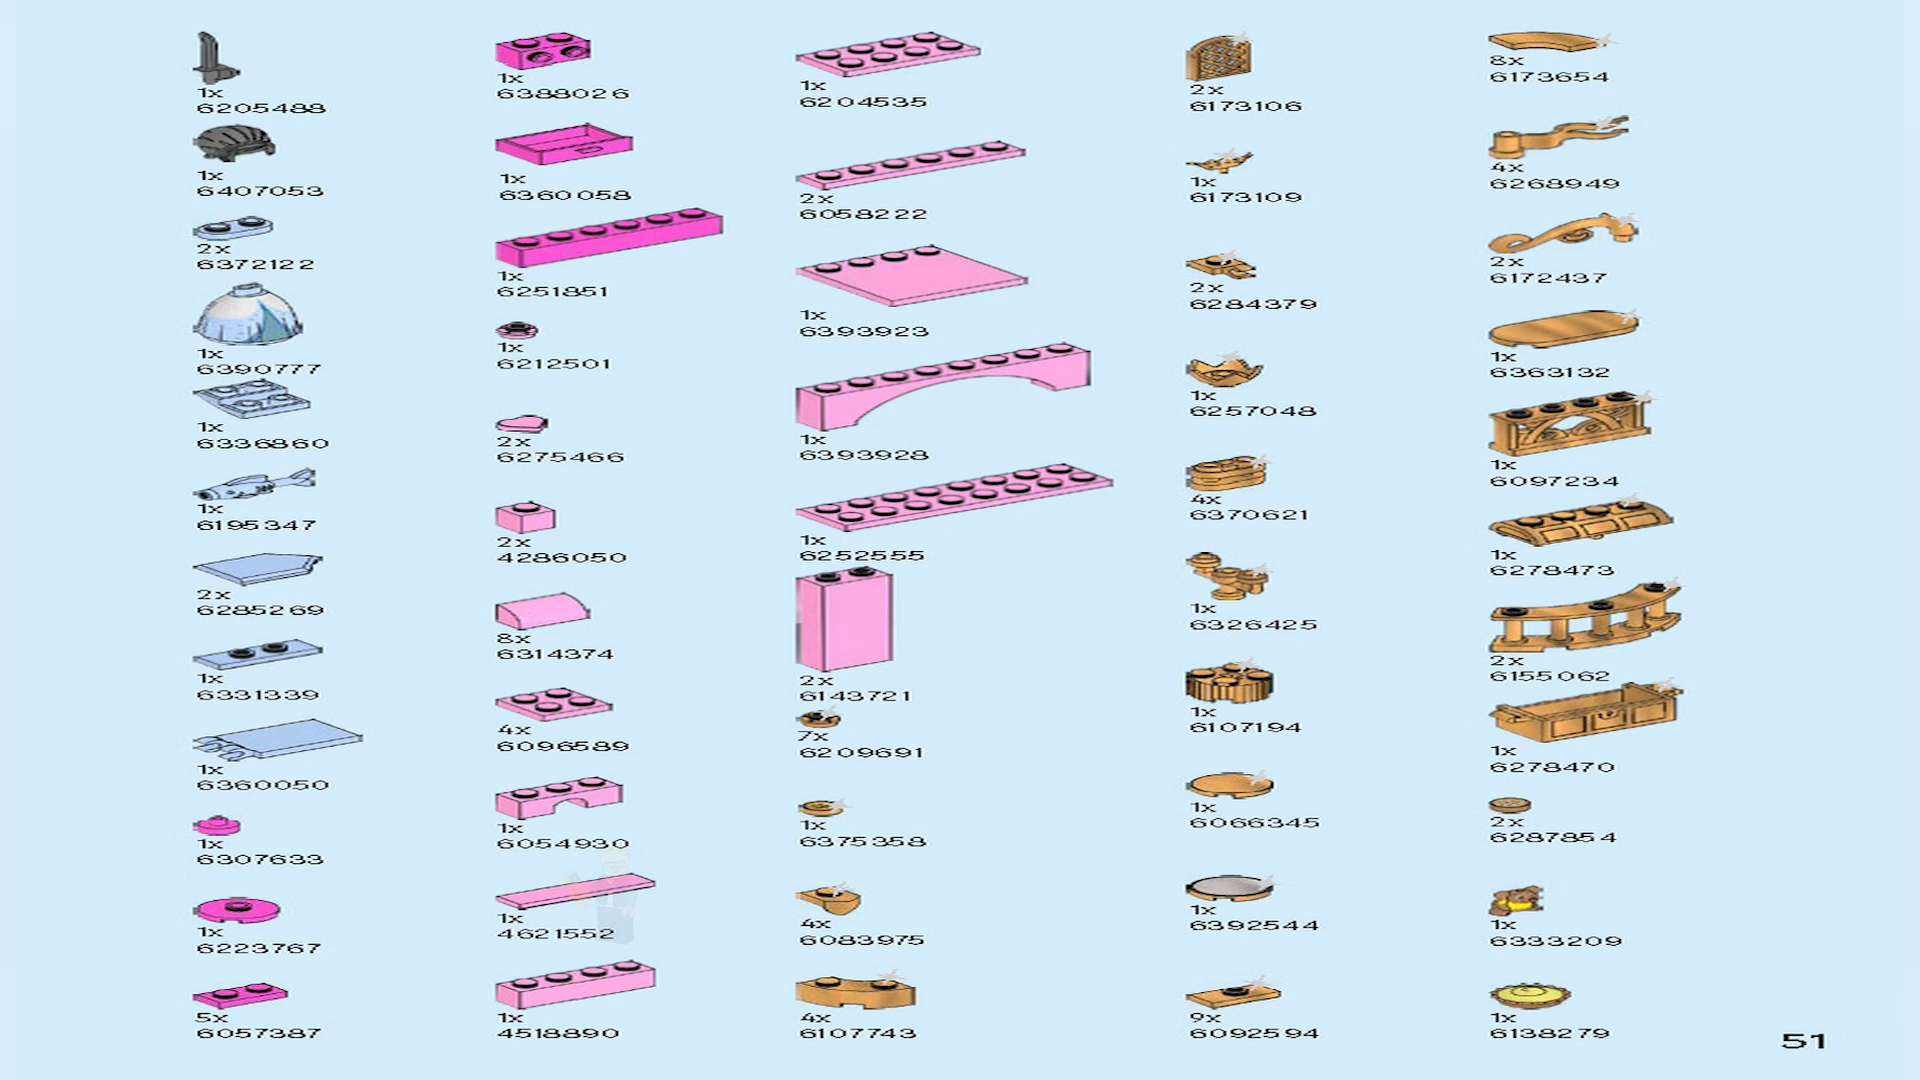 1x
6205488
1x
6407053
2x
6372122
1x
6390777
1x
6336860
1x
6195347
2x
6285269
1x
6331339
1x
6360050
1x
6307633
1x
6223767
5x
6057387
1x
6388026
1x
6360058
1x
6251851
1x
6212501
2x
6275466
2x
4286050
8x
6314374
4x
6096589
1x
6054930
1x
4621552
1x
4518890
1x
6204535
2x
6058222
1x
6393923
1x
6393928
1x
6252555
2x
6143721
7x
6209691
1x
6375358
4x
6083975
4x
6107743
2x
6173106
1x
6173109
2x
6284379
1x
6257048
4x
6370621
1x
6326425
1x
6107194
1x
6066345
1x
6392544
9x
6092594
8x
6173654
4x
6268949
2x
6172437
1x
6363132
1x
6097234
1x
6278473
2x
6155062
1x
6278470
2x
6287854
1x
6333209
1x
6138279
51